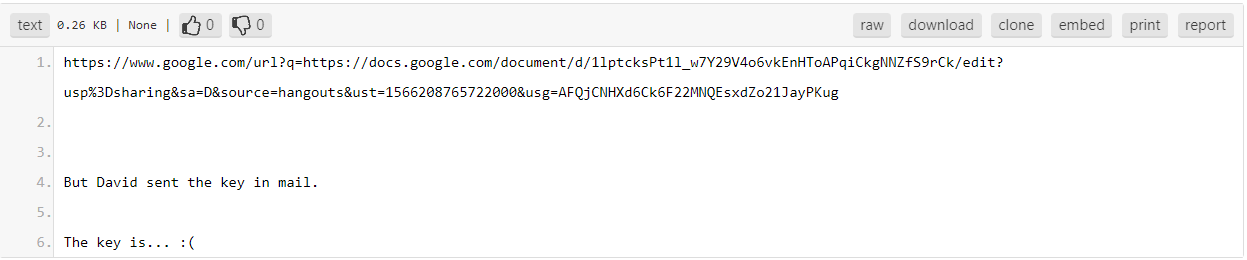 text 0.26 KB | None | 0 0 raw download clone embed print report
1. https://www.google.com/url?q=https://docs.google.com/document/d/1lptcksPt1l_w7Y29V4o6vkEnHToAPqiCkgNNZfS9rCk/edit?
usp%3Dsharing&sa=D&source=hangouts&ust=1566208765722000&usg=AFQjCNHXd6Ck6F22MNQEsxdZo21JayPKug
2.
3.
4. But David sent the key in mail.
5.
6. The key is... :(